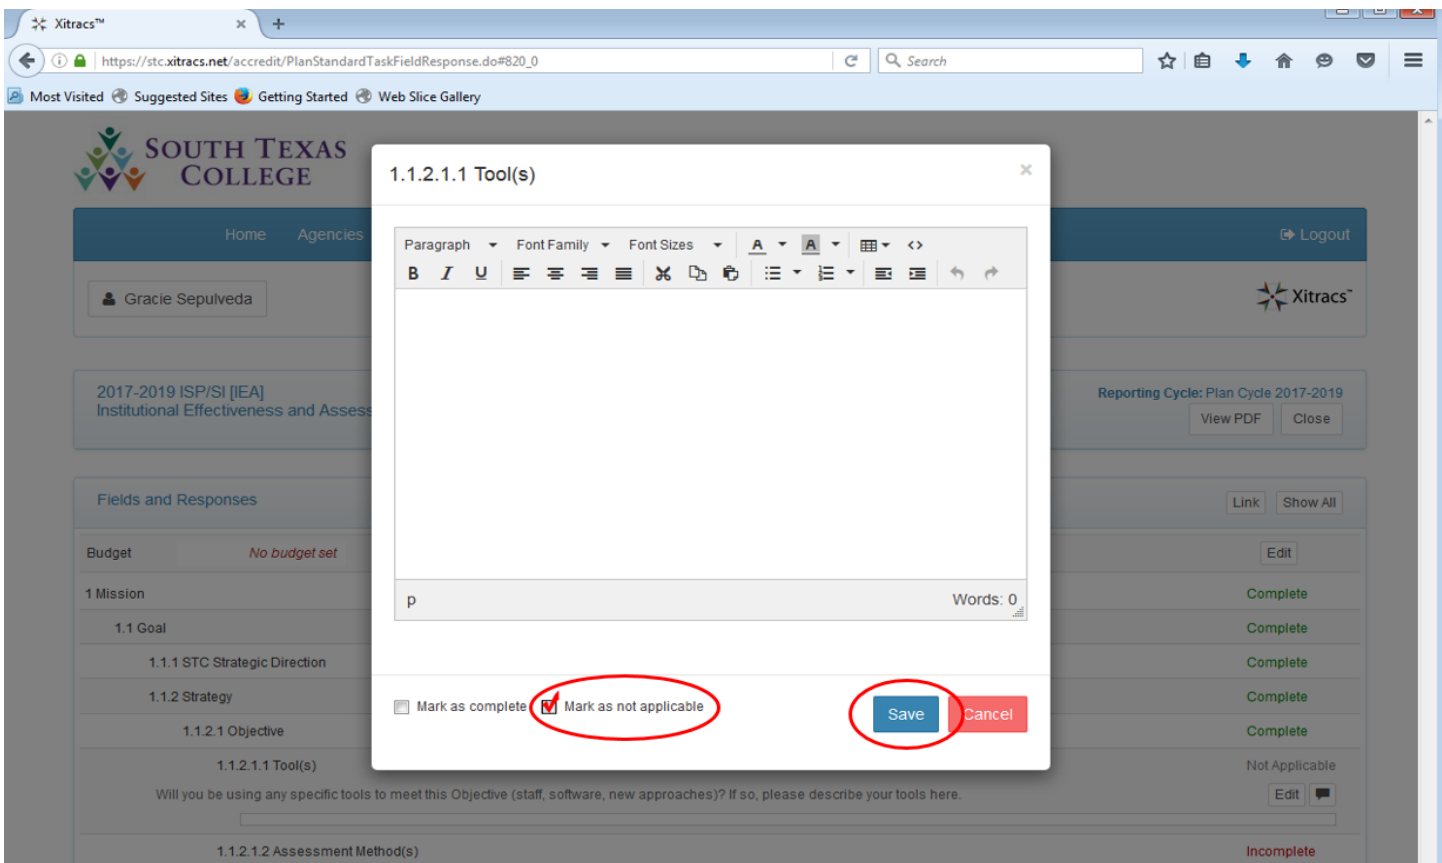 Xitracs™
https://stc.xitracs.net/accredit/PlanStandardTaskFieldResponse.do#820_0
Search
Most Visited Suggested Sites Getting Started Web Slice Gallery
SOUTH TEXAS
COLLEGE
1.1.2.1.1 Tool(s)
Home Agencies
Logout
Paragraph Font Family Font Sizes A A
B I U
Gracie Sepulveda
Xitracs™
2017-2019 ISP/SI [IEA]
Institutional Effectiveness and Assess
Reporting Cycle: Plan Cycle 2017-2019
View PDF Close
Fields and Responses
Link Show All
Budget No budget set Edit
p Words: 0
1 Mission Complete
1.1 Goal Complete
1.1.1 STC Strategic Direction Complete
1.1.2 Strategy Complete
Mark as complete Mark as not applicable Save Cancel
1.1.2.1 Objective Complete
1.1.2.1.1 Tool(s) Not Applicable
Will you be using any specific tools to meet this Objective (staff, software, new approaches)? If so, please describe your tools here. Edit
1.1.2.1.2 Assessment Method(s) Incomplete